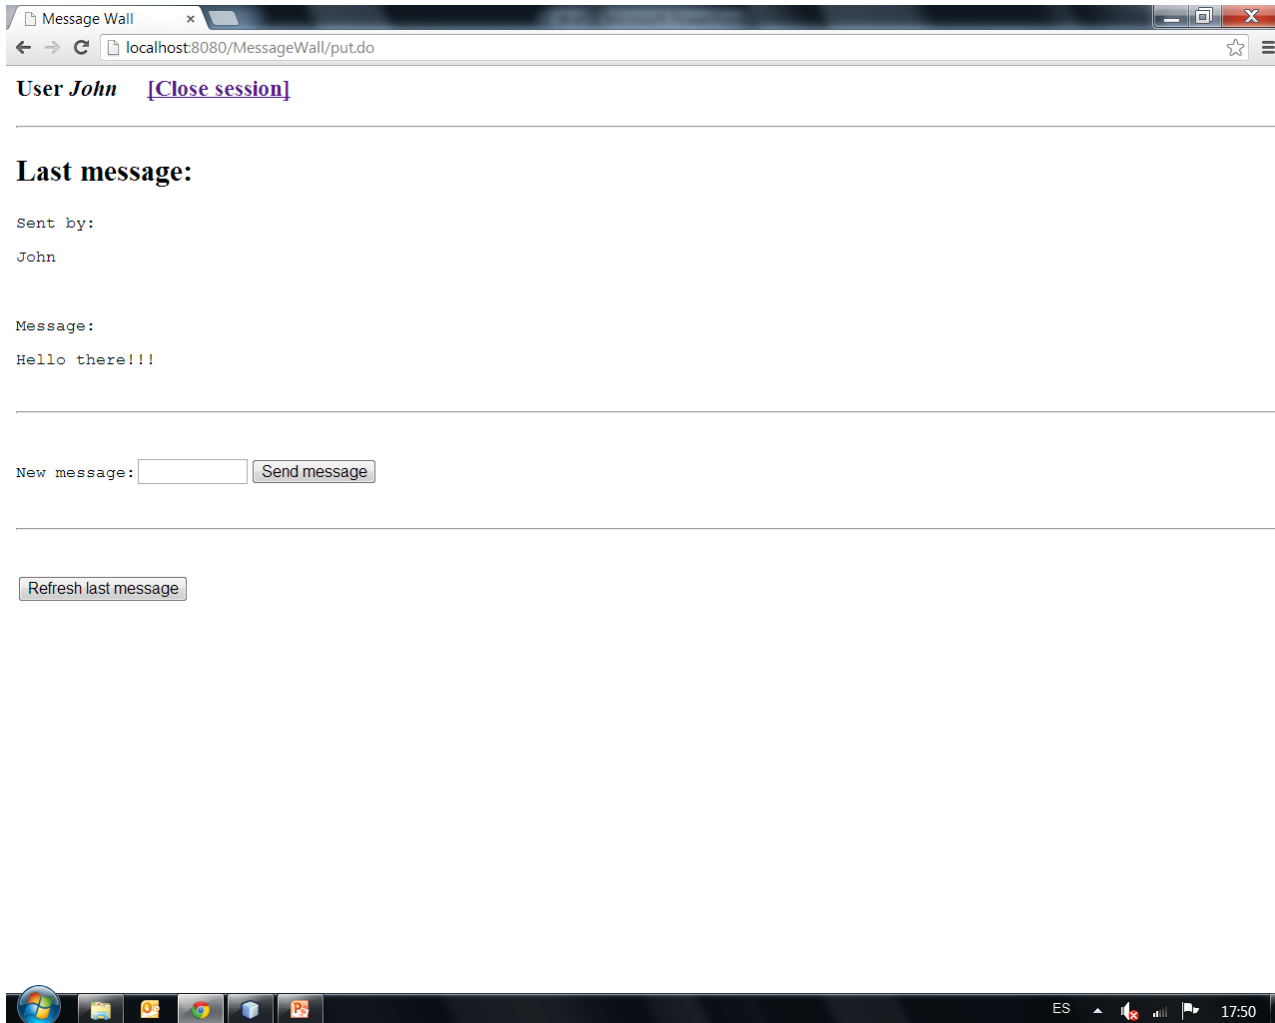 Message Wall
localhost:8080/MessageWall/put.do
User John [Close session]
Last message:
Sent by:
John
Message:
Hello there!!!
New message: Send message
Refresh last message
ES 17:50